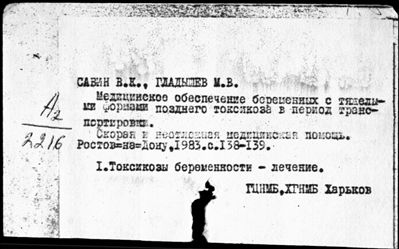 САВИН В.К., ГЛАДЫШЕВ М.В.
Медицинское обеспечение беременных с тяжелы-
ми формами позднего токсикоза в период транс-
портировки.
Скорая и неотложная медицинская помощь.
Ростов=на=Дону,1983.с.138-139.
А2
2216
I.Токсикозы беременности - лечение.
ГЦНМБ,ХГНМБ Харьков